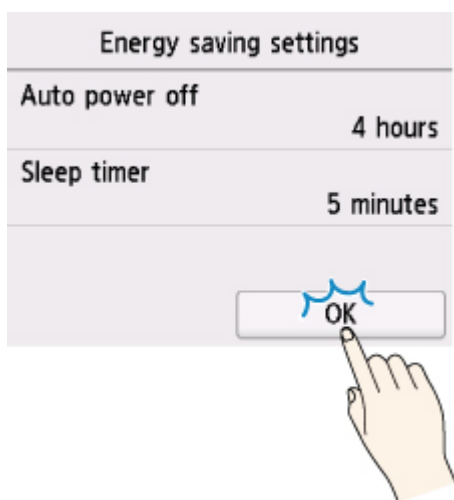 Energy saving settings
Auto power off
4 hours
Sleep timer
5 minutes
OK